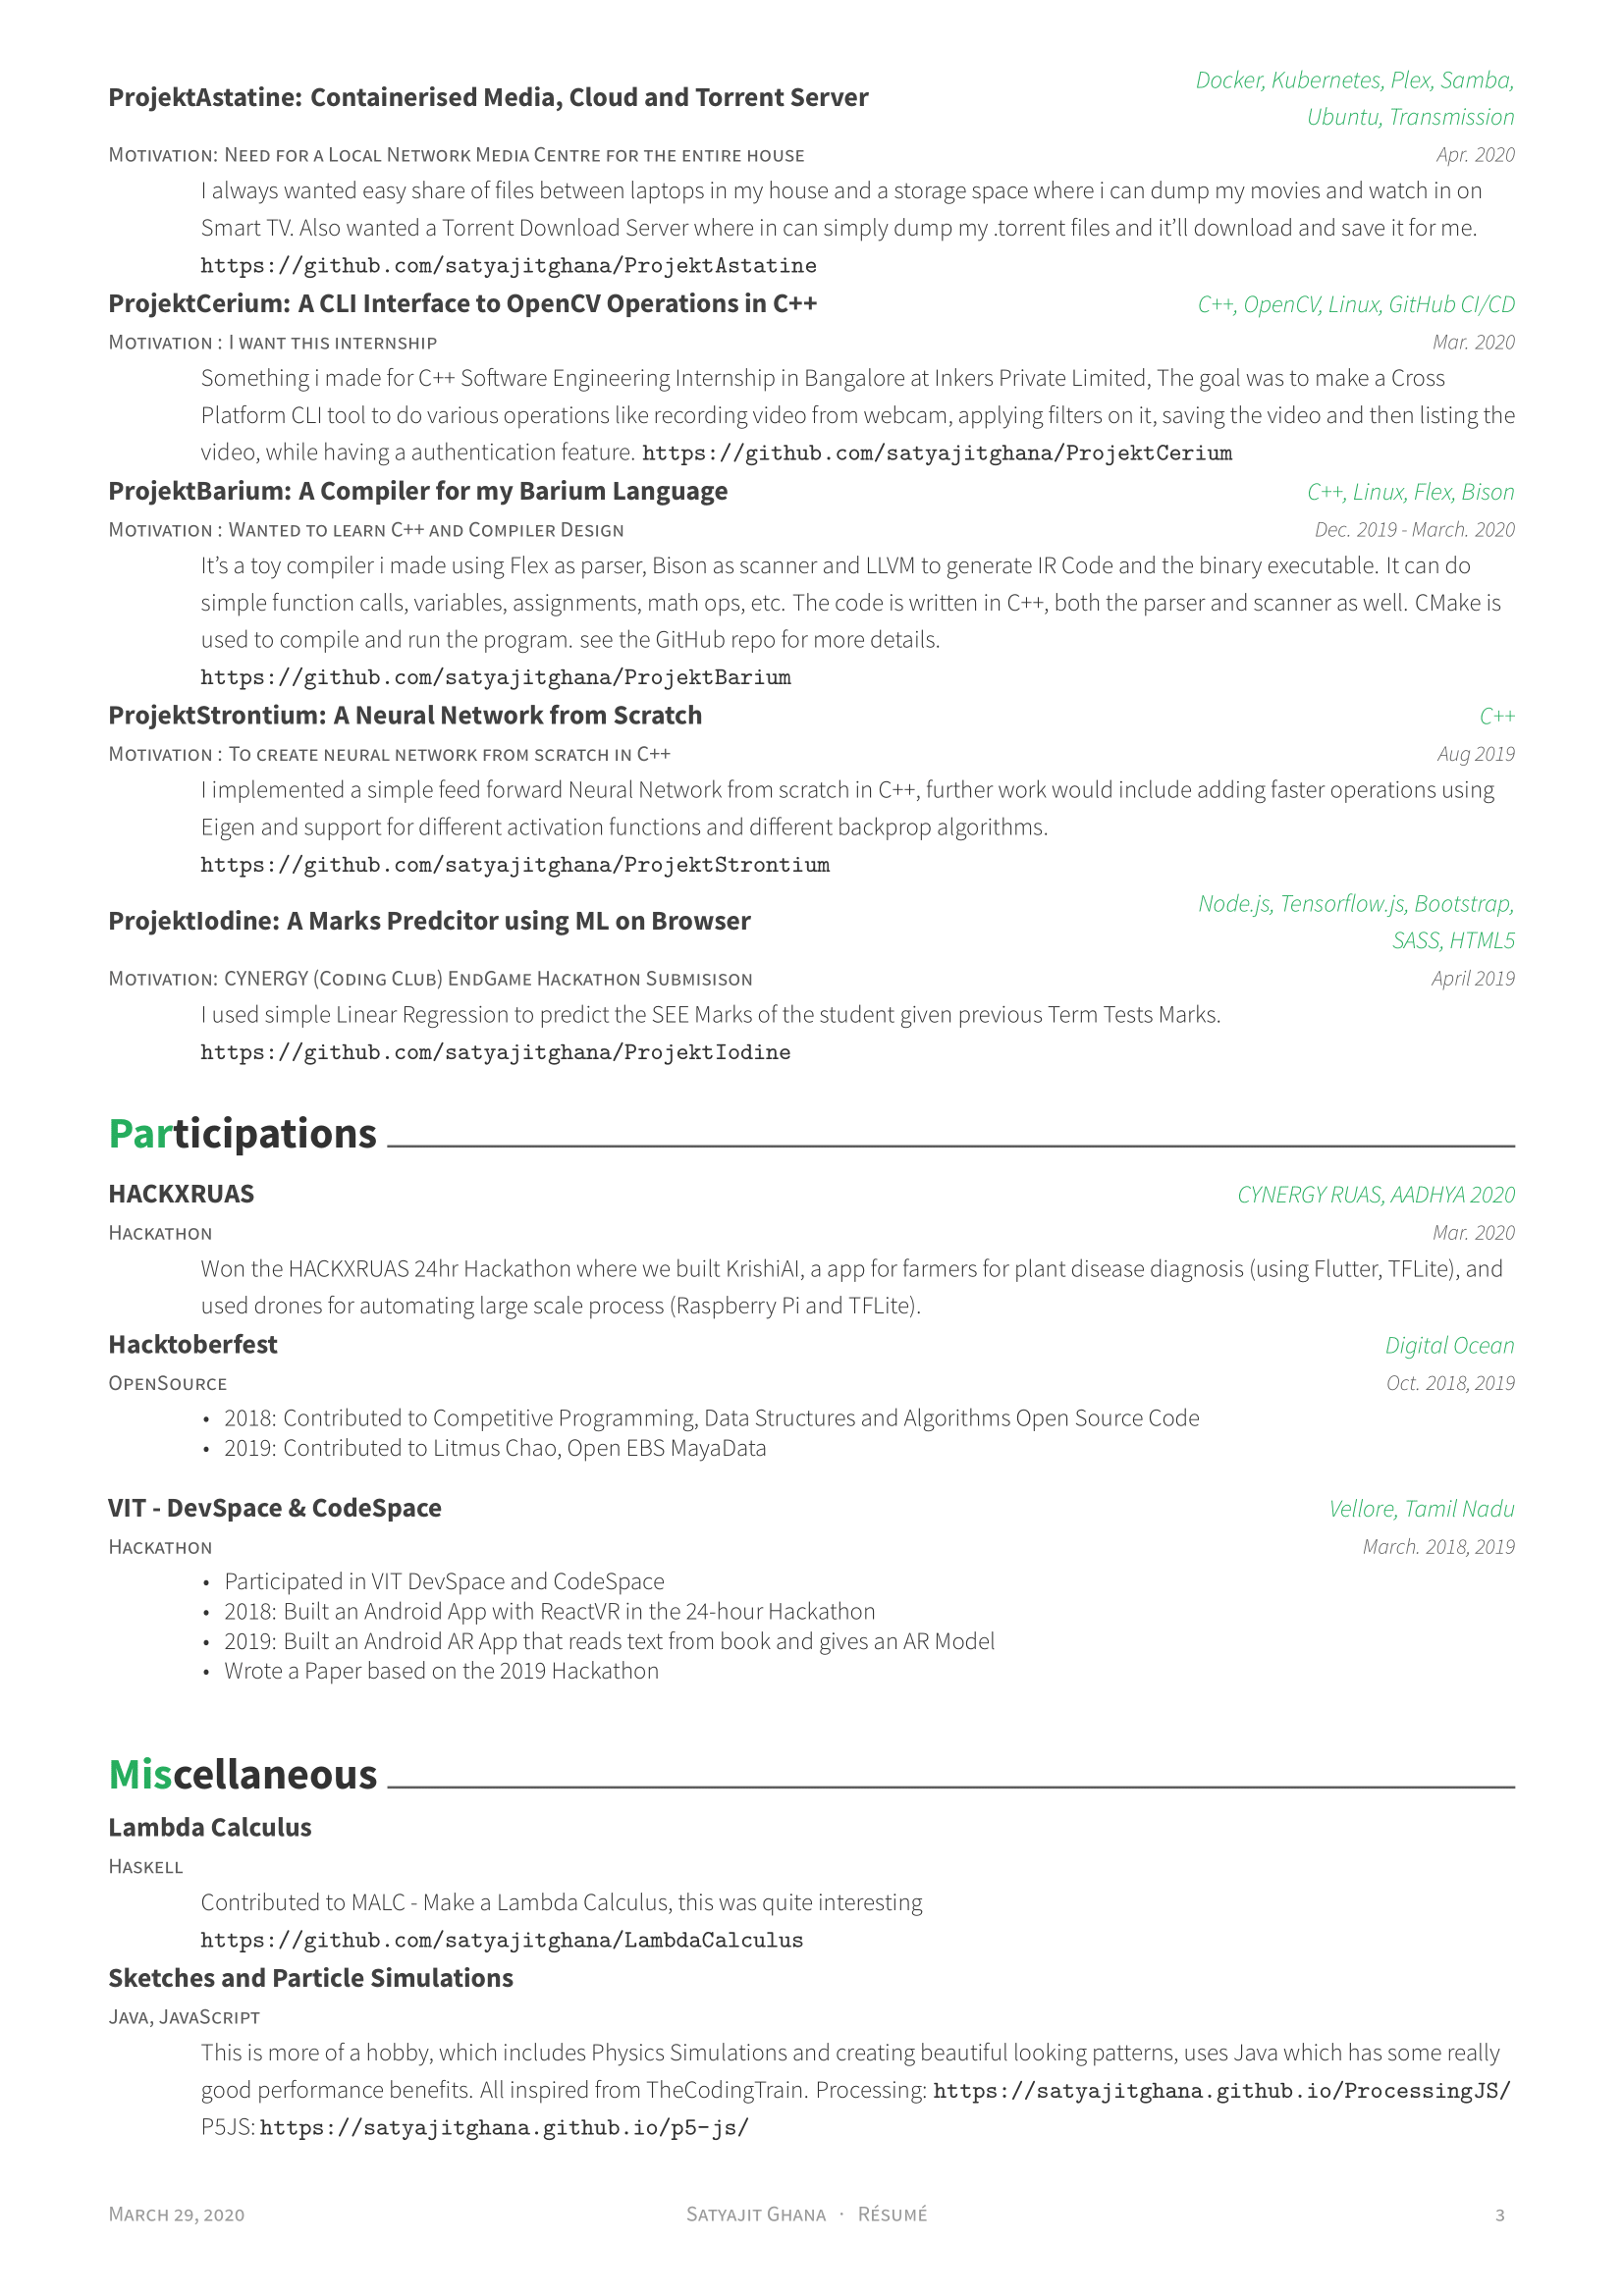 ProjektAstatine: Containerised Media, Cloud and Torrent Server
Docker, Kubernetes, Plex, Samba,
Ubuntu, Transmission
Motivation: Need for a Local Network Media Centre for the entire house
Apr. 2020
I always wanted easy share of files between laptops in my house and a storage space where i can dump my movies and watch in on
Smart TV. Also wanted a Torrent Download Server where in can simply dump my .torrent files and it’ll download and save it for me.
https://github.com/satyajitghana/ProjektAstatine
ProjektCerium: A CLI Interface to OpenCV Operations in C++
C++, OpenCV, Linux, GitHub CI/CD
Motivation : I want this internship
Mar. 2020
Something i made for C++ Software Engineering Internship in Bangalore at Inkers Private Limited, The goal was to make a Cross
Platform CLI tool to do various operations like recording video from webcam, applying filters on it, saving the video and then listing the
video, while having a authentication feature. https://github.com/satyajitghana/ProjektCerium
ProjektBarium: A Compiler for my Barium Language
C++, Linux, Flex, Bison
Motivation : Wanted to learn C++ and Compiler Design
Dec. 2019 - March. 2020
It’s a toy compiler i made using Flex as parser, Bison as scanner and LLVM to generate IR Code and the binary executable. It can do
simple function calls, variables, assignments, math ops, etc. The code is written in C++, both the parser and scanner as well. CMake is
used to compile and run the program. see the GitHub repo for more details.
https://github.com/satyajitghana/ProjektBarium
ProjektStrontium: A Neural Network from Scratch
C++
Motivation : To create neural network from scratch in C++
Aug 2019
I implemented a simple feed forward Neural Network from scratch in C++, further work would include adding faster operations using
Eigen and support for different activation functions and different backprop algorithms.
https://github.com/satyajitghana/ProjektStrontium
ProjektIodine: A Marks Predcitor using ML on Browser
Node.js, Tensorflow.js, Bootstrap,
SASS, HTML5
Motivation: CYNERGY (Coding Club) EndGame Hackathon Submisison
April 2019
I used simple Linear Regression to predict the SEE Marks of the student given previous Term Tests Marks.
https://github.com/satyajitghana/ProjektIodine
Participations
HACKXRUAS
CYNERGY RUAS, AADHYA 2020
Hackathon
Mar. 2020
Won the HACKXRUAS 24hr Hackathon where we built KrishiAI, a app for farmers for plant disease diagnosis (using Flutter, TFLite), and
used drones for automating large scale process (Raspberry Pi and TFLite).
Hacktoberfest
Digital Ocean
OpenSource
Oct. 2018, 2019
• 2018: Contributed to Competitive Programming, Data Structures and Algorithms Open Source Code
• 2019: Contributed to Litmus Chao, Open EBS MayaData
VIT - DevSpace & CodeSpace
Vellore, Tamil Nadu
Hackathon
March. 2018, 2019
• Participated in VIT DevSpace and CodeSpace
• 2018: Built an Android App with ReactVR in the 24-hour Hackathon
• 2019: Built an Android AR App that reads text from book and gives an AR Model
• Wrote a Paper based on the 2019 Hackathon
Miscellaneous
Lambda Calculus
Haskell
Contributed to MALC - Make a Lambda Calculus, this was quite interesting
https://github.com/satyajitghana/LambdaCalculus
Sketches and Particle Simulations
Java, JavaScript
This is more of a hobby, which includes Physics Simulations and creating beautiful looking patterns, uses Java which has some really
good performance benefits. All inspired from TheCodingTrain. Processing: https://satyajitghana.github.io/ProcessingJS/
P5JS: https://satyajitghana.github.io/p5-js/
March 29, 2020
Satyajit Ghana · Résumé
3